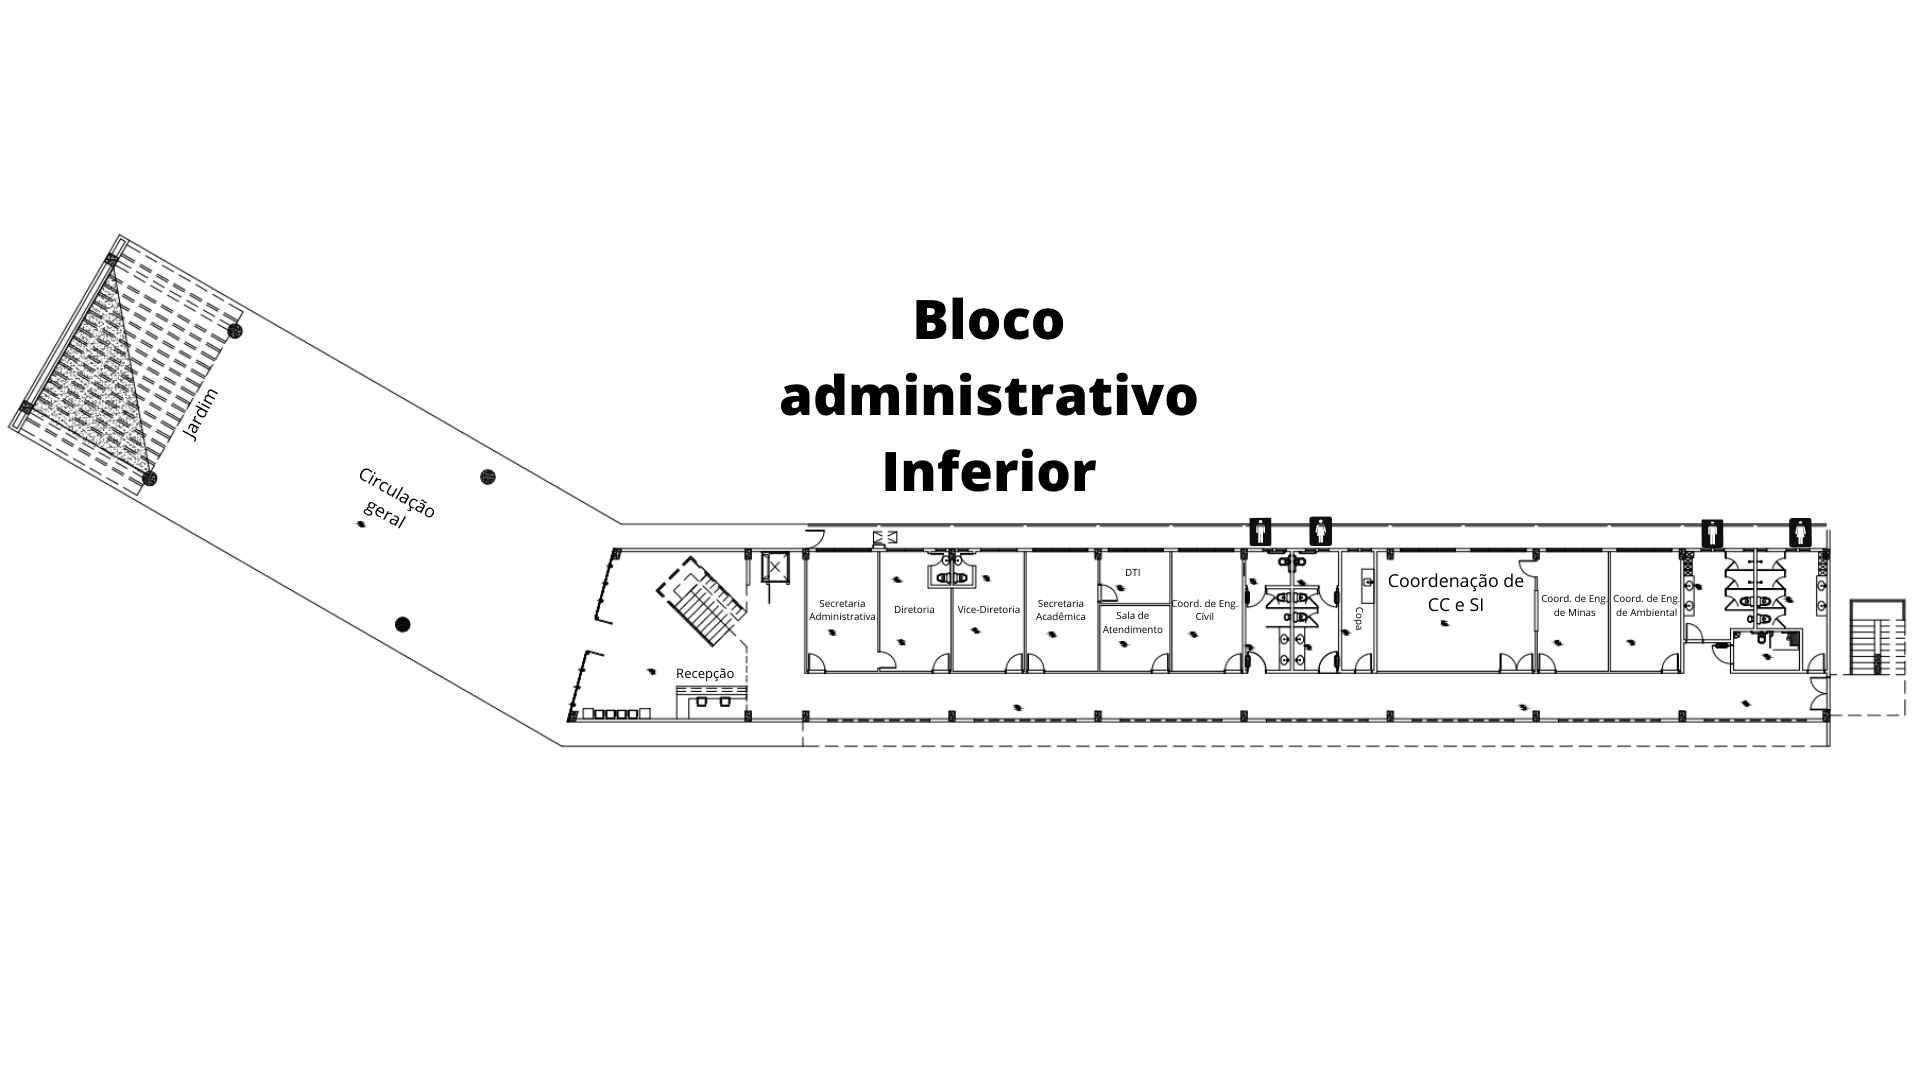 Bloco
administrativo
Inferior
Jardim
Circulação
geral
Recepção
Secretaria
Administrativa
Diretoria
Vice-Diretoria
Secretaria
Acadêmica
DTI
Sala de
Atendimento
Coord. de Eng.
Cívil
Copa
Coordenação de
CC e SI
Coord. de Eng.
de Minas
Coord. de Eng.
de Ambiental